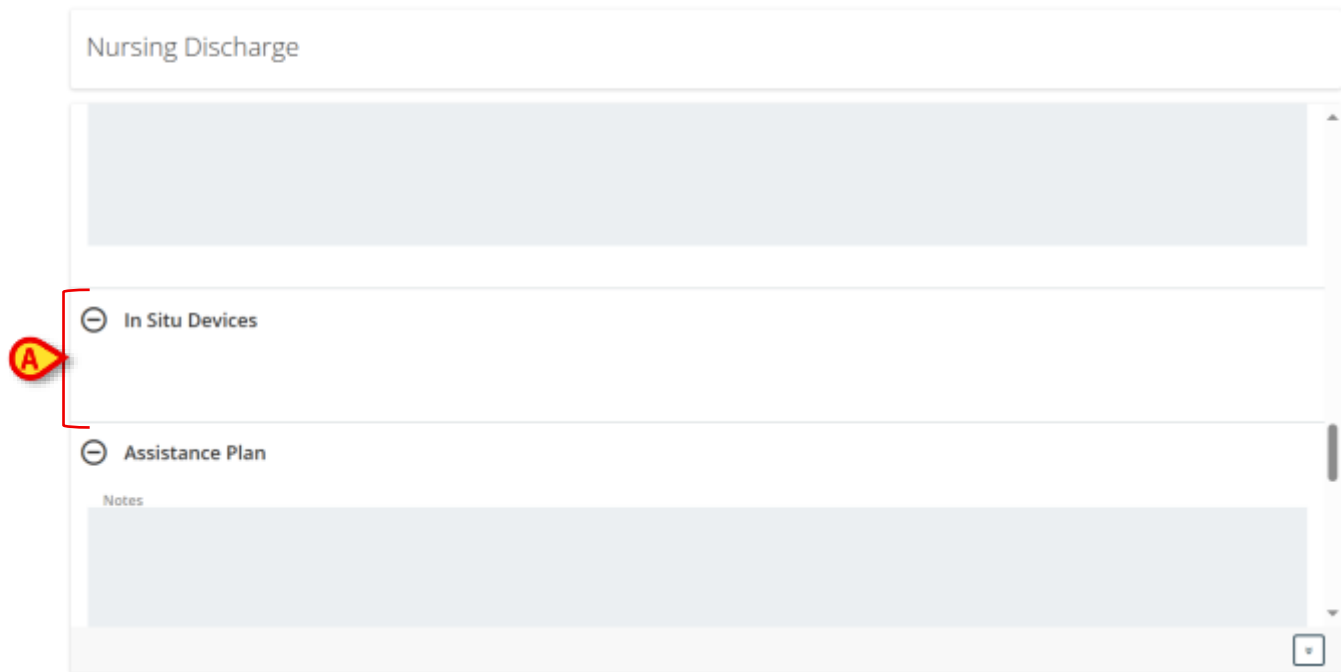 Nursing Discharge
In Situ Devices
A
Assistance Plan
Notes